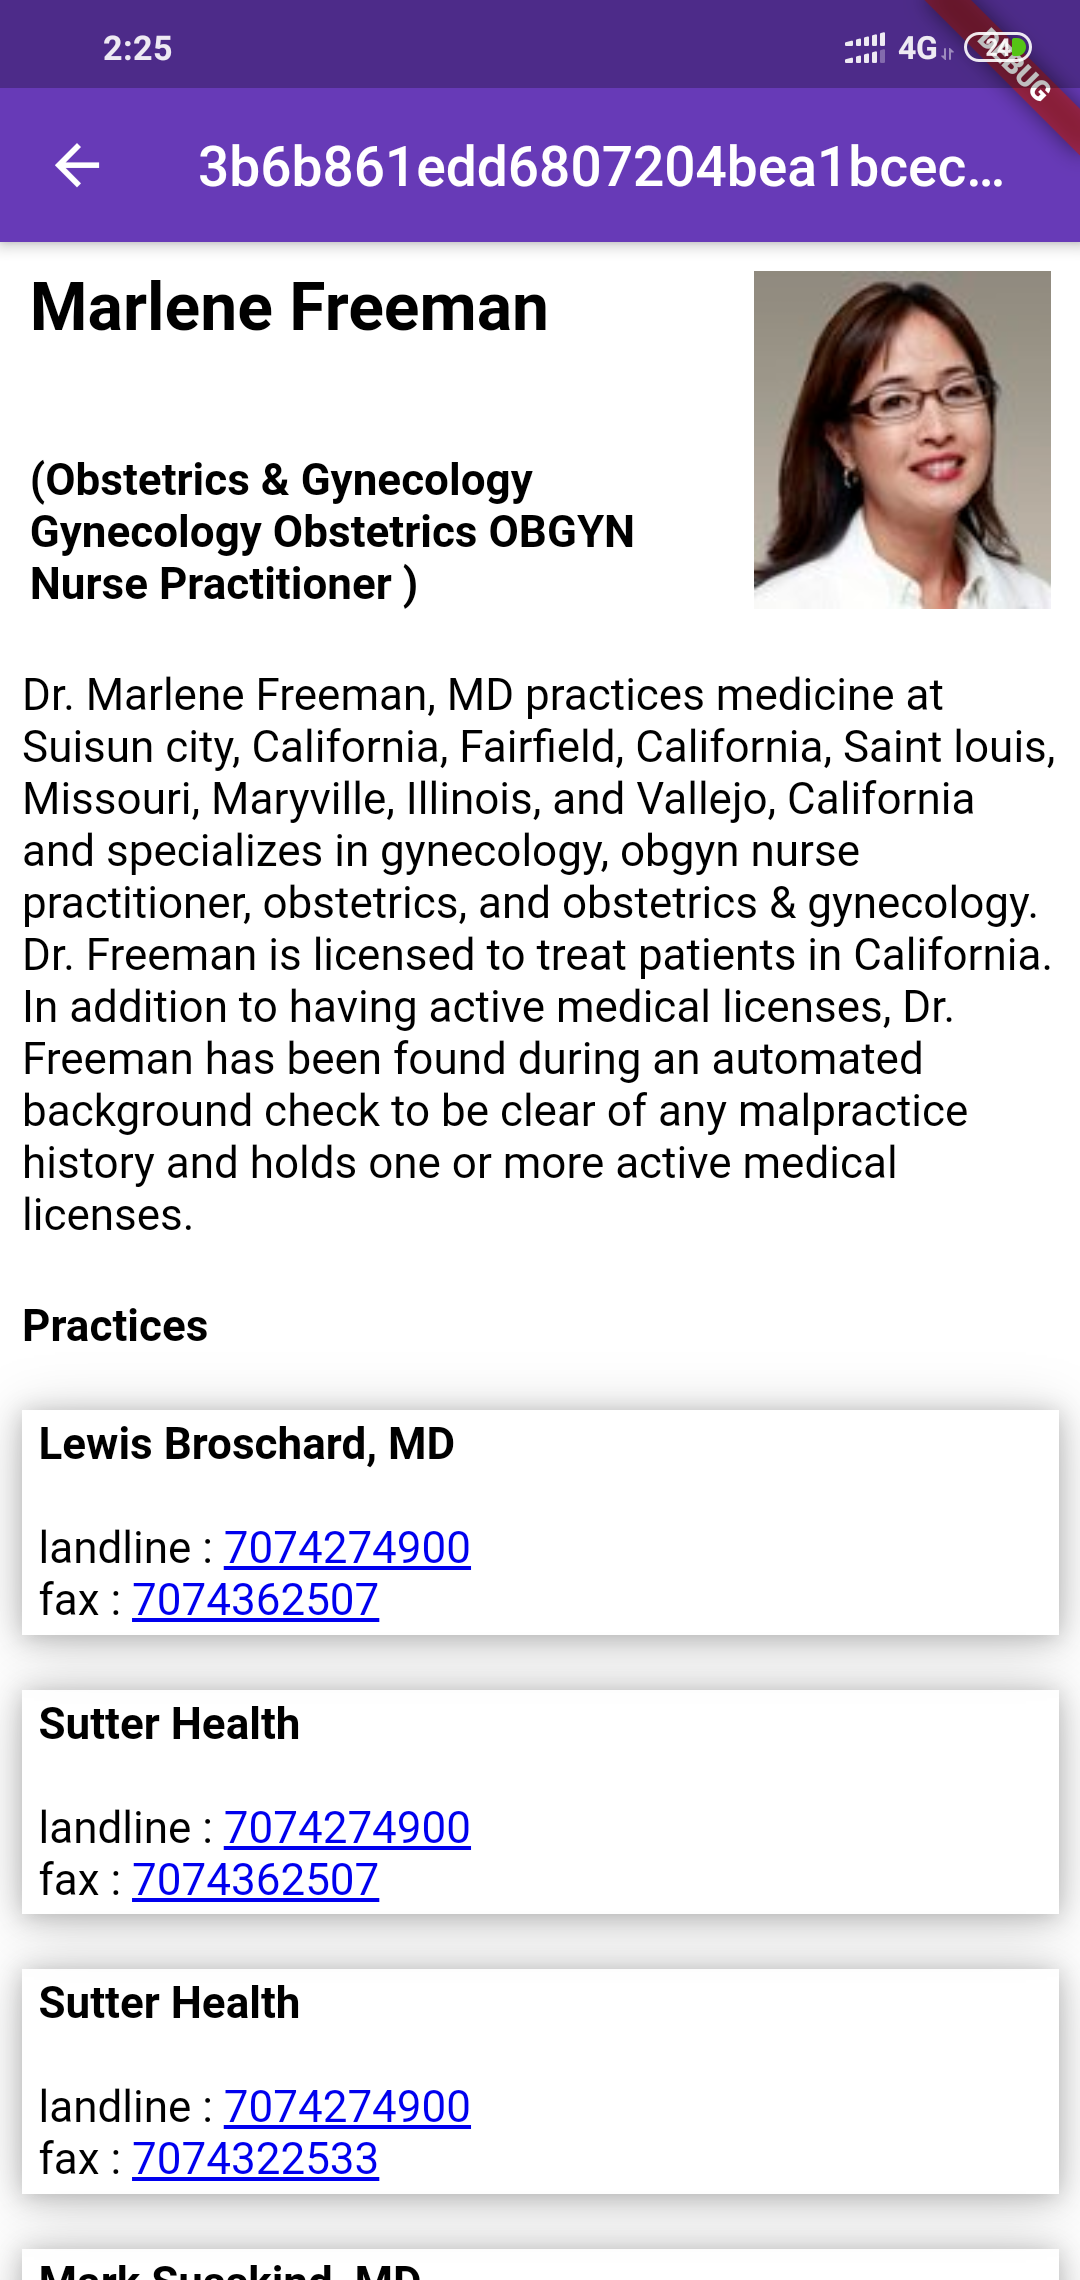 2:25
4G
24
DEBUG
3b6b861edd6807204bea1bcec...
Marlene Freeman
(Obstetrics & Gynecology
Gynecology Obstetrics OBGYN
Nurse Practitioner )
Dr. Marlene Freeman, MD practices medicine at
Suisun city, California, Fairfield, California, Saint louis,
Missouri, Maryville, Illinois, and Vallejo, California
and specializes in gynecology, obgyn nurse
practitioner, obstetrics, and obstetrics & gynecology.
Dr. Freeman is licensed to treat patients in California.
In addition to having active medical licenses, Dr.
Freeman has been found during an automated
background check to be clear of any malpractice
history and holds one or more active medical
licenses.
Practices
Lewis Broschard, MD
landline : 7074274900
fax : 7074362507
Sutter Health
landline : 7074274900
fax : 7074362507
Sutter Health
landline : 7074274900
fax : 7074322533
Mark Susskind, MD